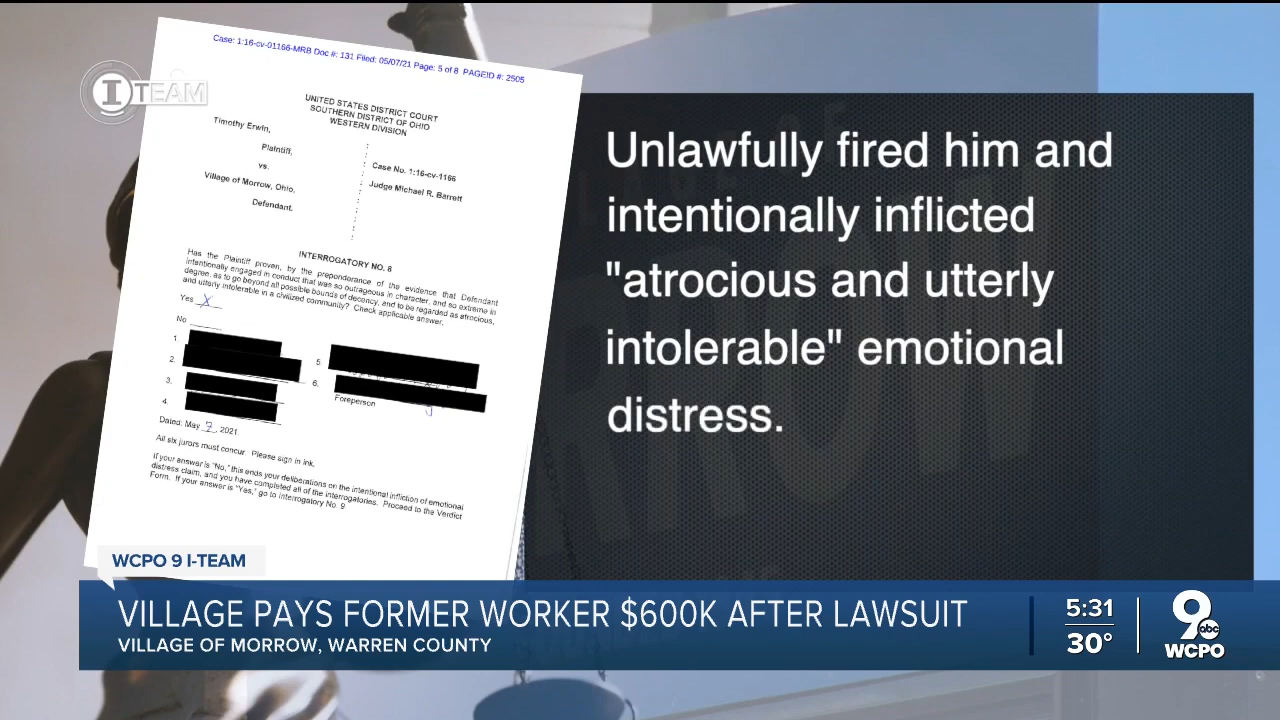 Case: 1:16-cv-01166-MRB Doc #: 131 Filed: 05/07/21 Page: 5 of 8 PAGEID #: 2505
I TEAM
UNITED STATES DISTRICT COURT
SOUTHERN DISTRICT OF OHIO
WESTERN DIVISION
Timothy Erwin,
Plaintiff,
vs.
Village of Morrow, Ohio,
Defendant.
Case No. 1:16-cv-1166
Judge Michael R. Barrett
INTERROGATORY NO. 8
Has the Plaintiff proven, by the preponderance of the evidence that Defendant
intentionally engaged in conduct that was so outrageous in character, and so extreme in
degree, as to go beyond all possible bounds of decency, and to be regarded as atrocious,
and utterly intolerable in a civilized community? Check applicable answer.
Yes X
No
1.
2.
3.
4.
5
6.
Foreperson
Dated: May 7, 2021.
All six jurors must concur. Please sign in ink.
If your answer is "No," this ends your deliberations on the intentional infliction of emotional
distress claim, and you have completed all of the interrogatories. Proceed to the Verdict
Form. If your answer is "Yes," go to Interrogatory No. 9
Unlawfully fired him and
intentionally inflicted
"atrocious and utterly
intolerable" emotional
distress.
WCPO 9 I-TEAM
VILLAGE PAYS FORMER WORKER $600K AFTER LAWSUIT
VILLAGE OF MORROW, WARREN COUNTY
5:31
30°
9
abc
WCPO